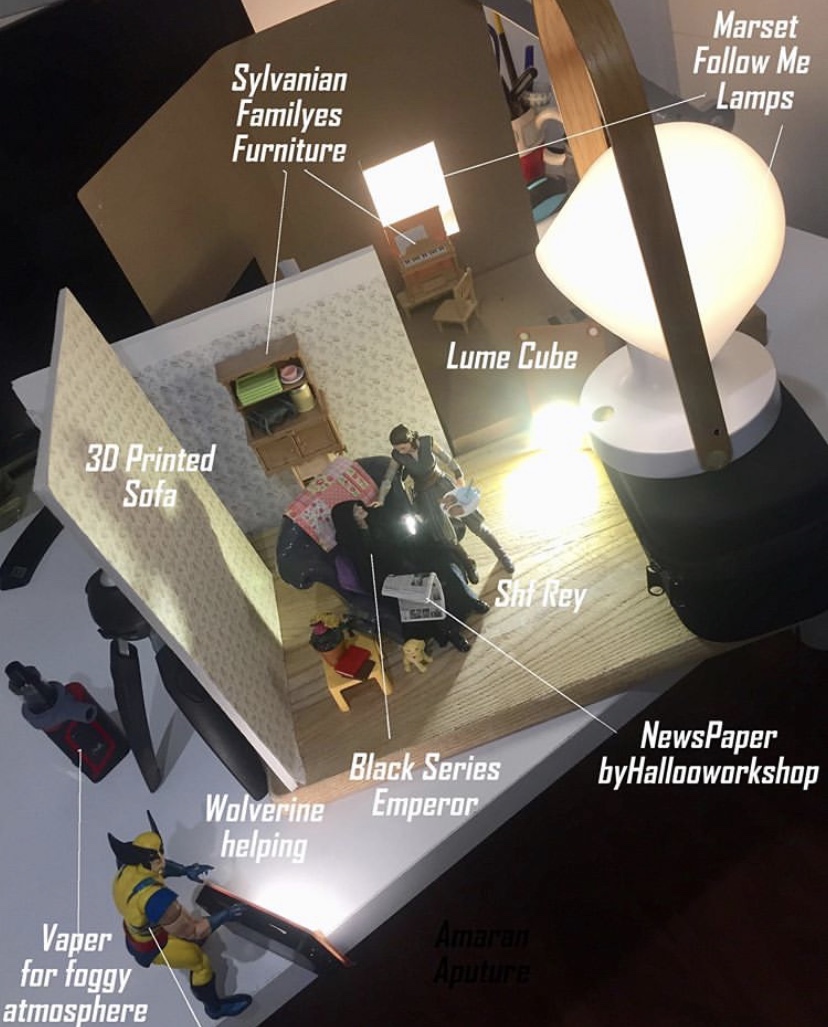 Marset
Follow Me
Lamps
Sylvanian
Familyes
Furniture
Lume Cube
3D Printed
Sofa
Shf Rey
NewsPaper
byHallooworkshop
Black Series
Emperor
Wolverine
helping
Vaper
for foggy
atmosphere
Amaran
Aputure